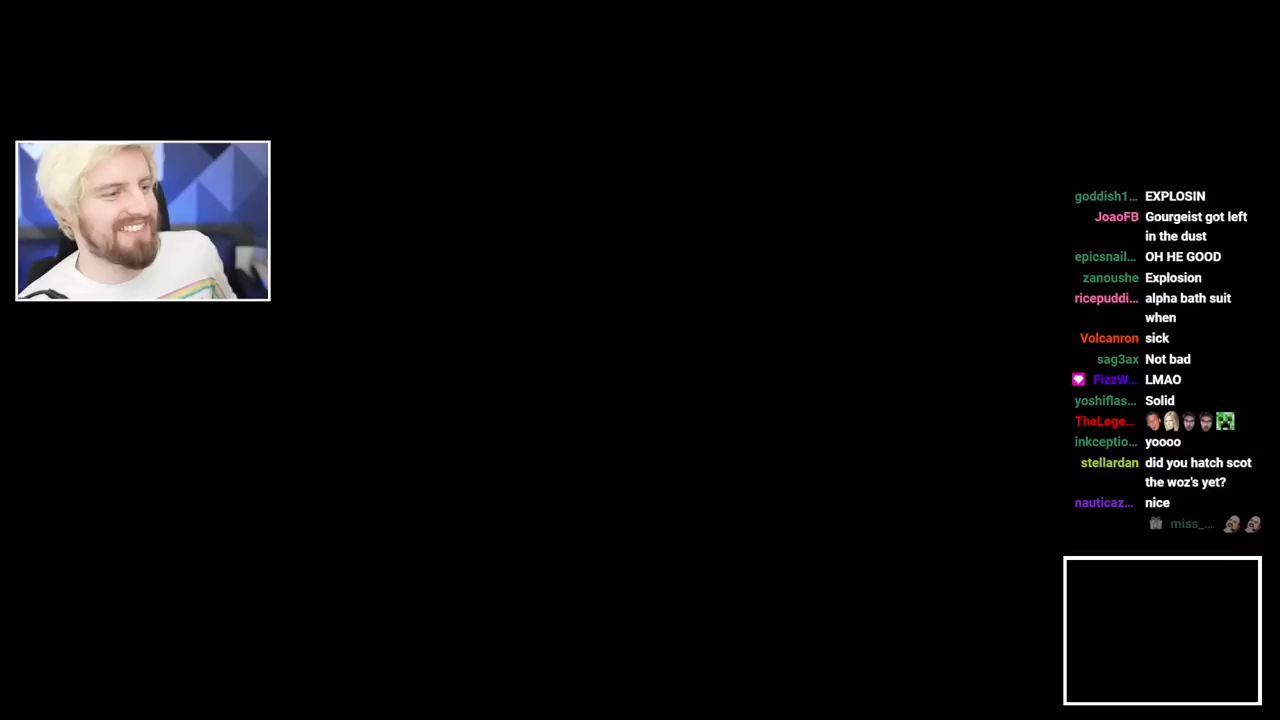 goddish1… EXPLOSIN
JoaoFB Gourgeist got left
in the dust
epicsnail… OH HE GOOD
zanoushe Explosion
ricepuddi… alpha bath suit
when
Volcanron sick
sag3ax Not bad
FizzW… LMAO
yoshiflas… Solid
TheLege…
inkceptio… yoooo
stellardan did you hatch scot
the woz's yet?
nauticaz… nice
miss_…